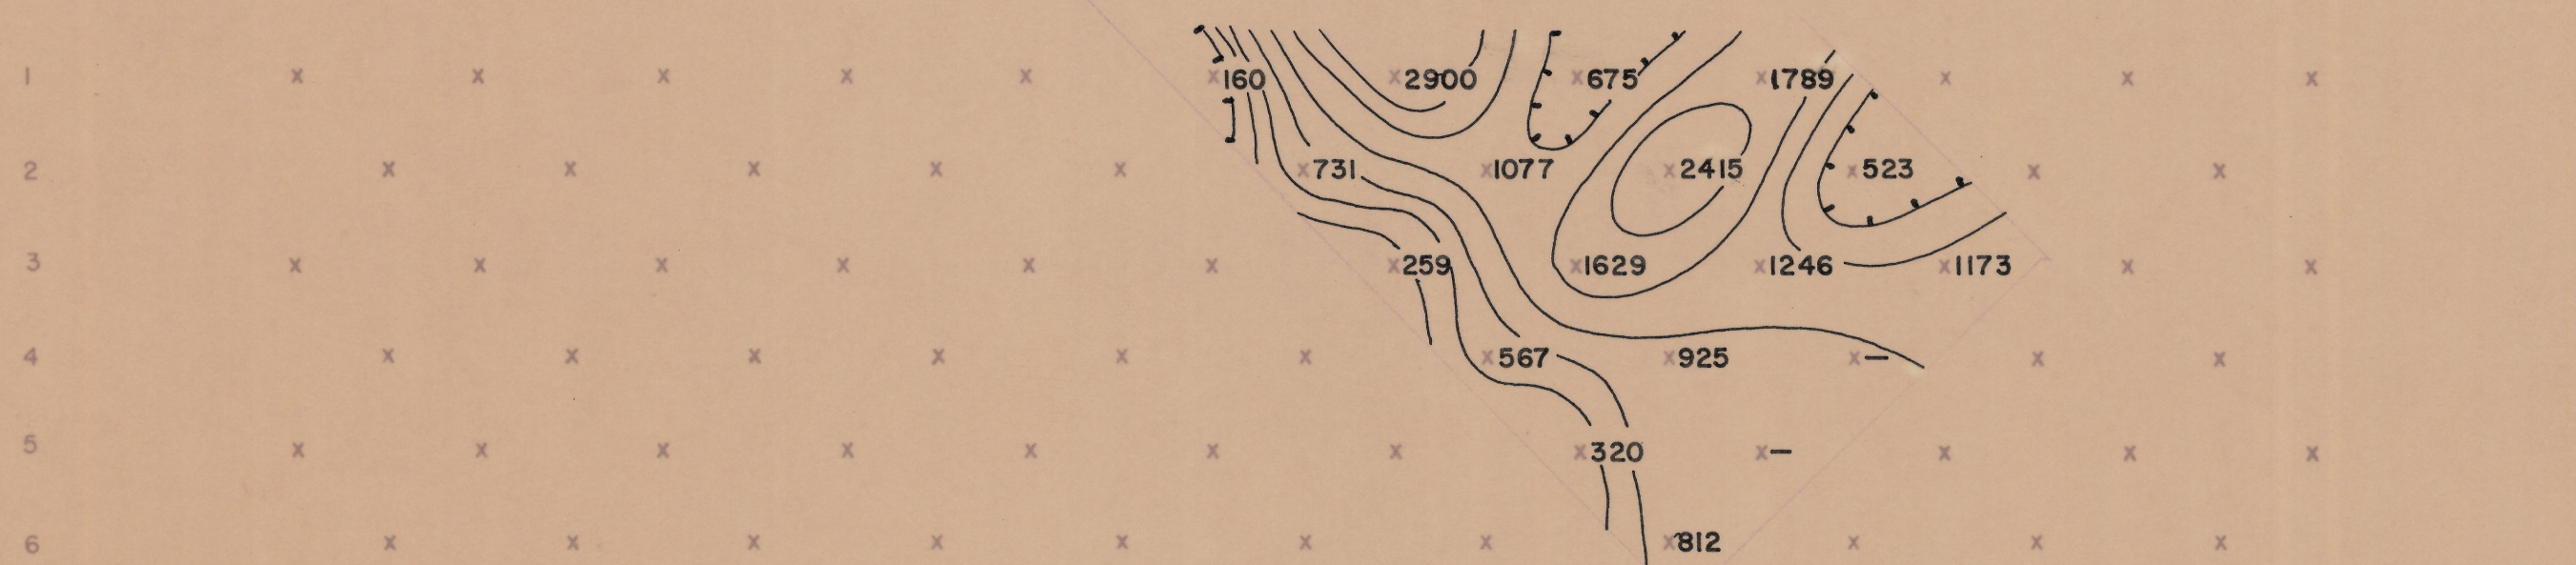 1 x x x x x x 160 x 2900 x 675 x 1789 x x x
2 x x x x x x 731 x 1077 x 2415 x 523 x x
3 x x x x x x x 259 x 1629 x 1246 x 1173 x x
4 x x x x x x x 567 x 925 x — x x
5 x x x x x x x x 320 x — x x x
6 x x x x x x x x 812 x x x